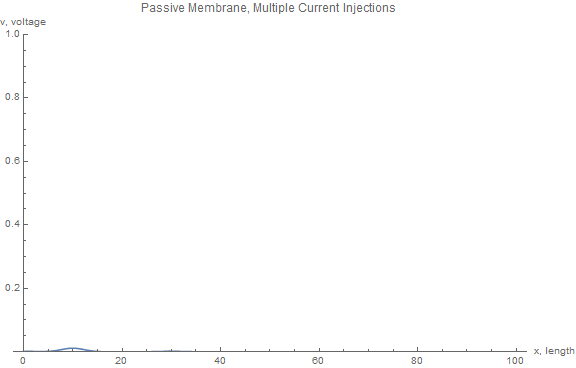 Passive Membrane, Multiple Current Injections
v, voltage
1.0
0.8
0.6
0.4
0.2
0 20 40 60 80 100 x, length